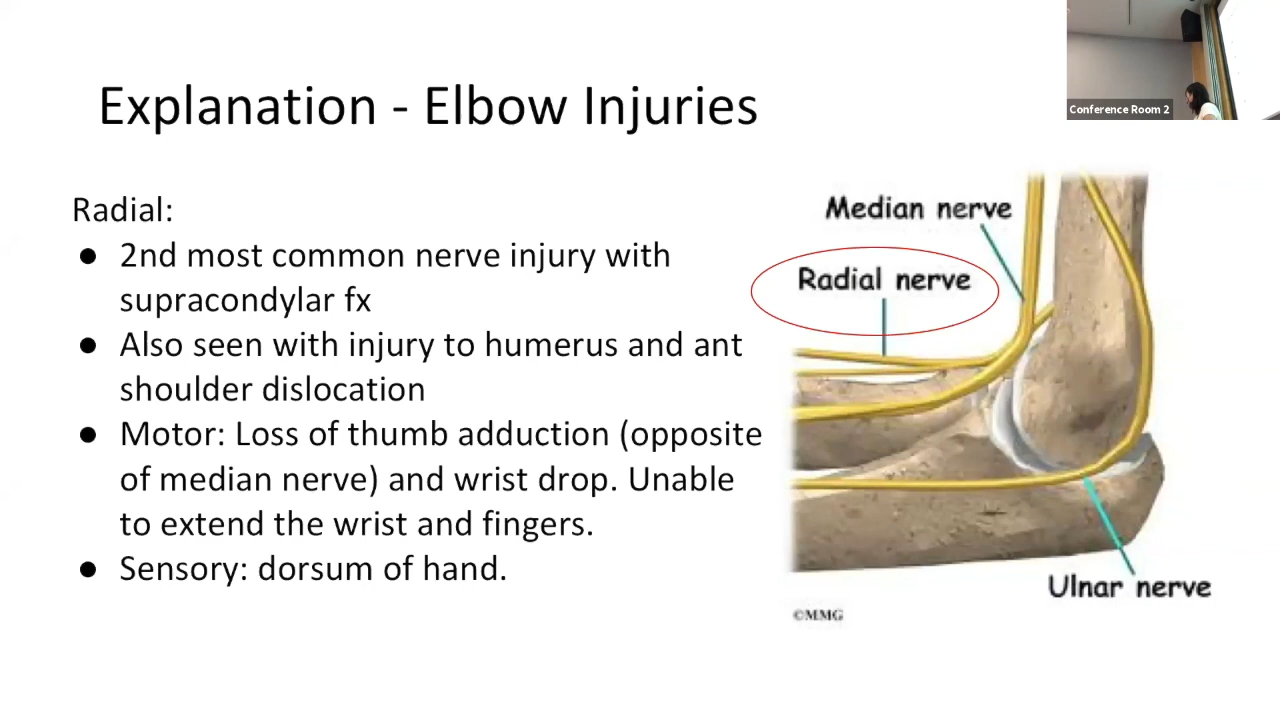 Conference Room 2
Explanation - Elbow Injuries
Radial:
● 2nd most common nerve injury with
supracondylar fx
● Also seen with injury to humerus and ant
shoulder dislocation
● Motor: Loss of thumb adduction (opposite
of median nerve) and wrist drop. Unable
to extend the wrist and fingers.
● Sensory: dorsum of hand.
Median nerve
Radial nerve
Ulnar nerve
©MMG